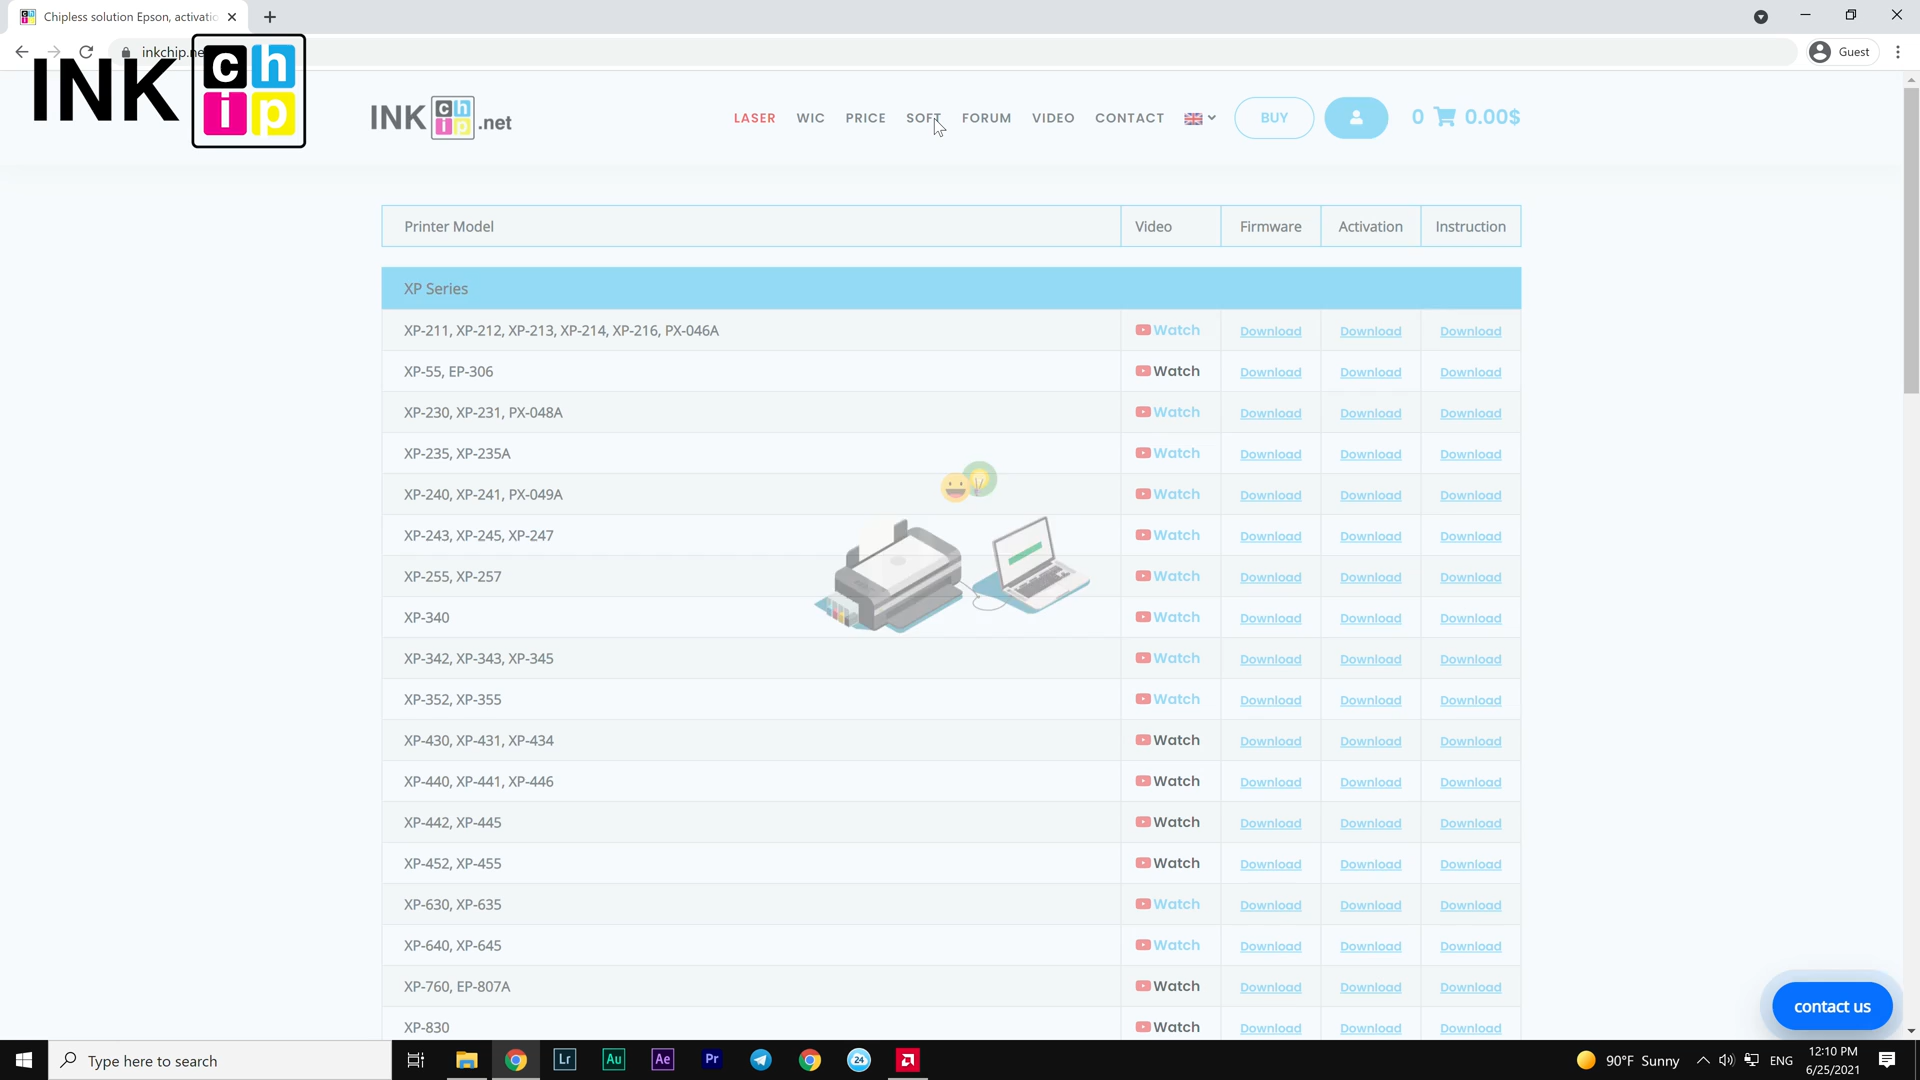 Chipless solution Epson, activatio
inkchip.ne
Guest
INK chip
INK chip .net
LASER WIC PRICE SOFT FORUM VIDEO CONTACT BUY 0 0.00$
Printer Model Video Firmware Activation Instruction
XP Series
XP-211, XP-212, XP-213, XP-214, XP-216, PX-046A Watch Download Download Download
XP-55, EP-306 Watch Download Download Download
XP-230, XP-231, PX-048A Watch Download Download Download
XP-235, XP-235A Watch Download Download Download
XP-240, XP-241, PX-049A Watch Download Download Download
XP-243, XP-245, XP-247 Watch Download Download Download
XP-255, XP-257 Watch Download Download Download
XP-340 Watch Download Download Download
XP-342, XP-343, XP-345 Watch Download Download Download
XP-352, XP-355 Watch Download Download Download
XP-430, XP-431, XP-434 Watch Download Download Download
XP-440, XP-441, XP-446 Watch Download Download Download
XP-442, XP-445 Watch Download Download Download
XP-452, XP-455 Watch Download Download Download
XP-630, XP-635 Watch Download Download Download
XP-640, XP-645 Watch Download Download Download
XP-760, EP-807A Watch Download Download Download
XP-830 Watch Download Download Download
contact us
Type here to search
Lr Au Ae Pr 24
90°F Sunny ENG 12:10 PM
6/25/2021